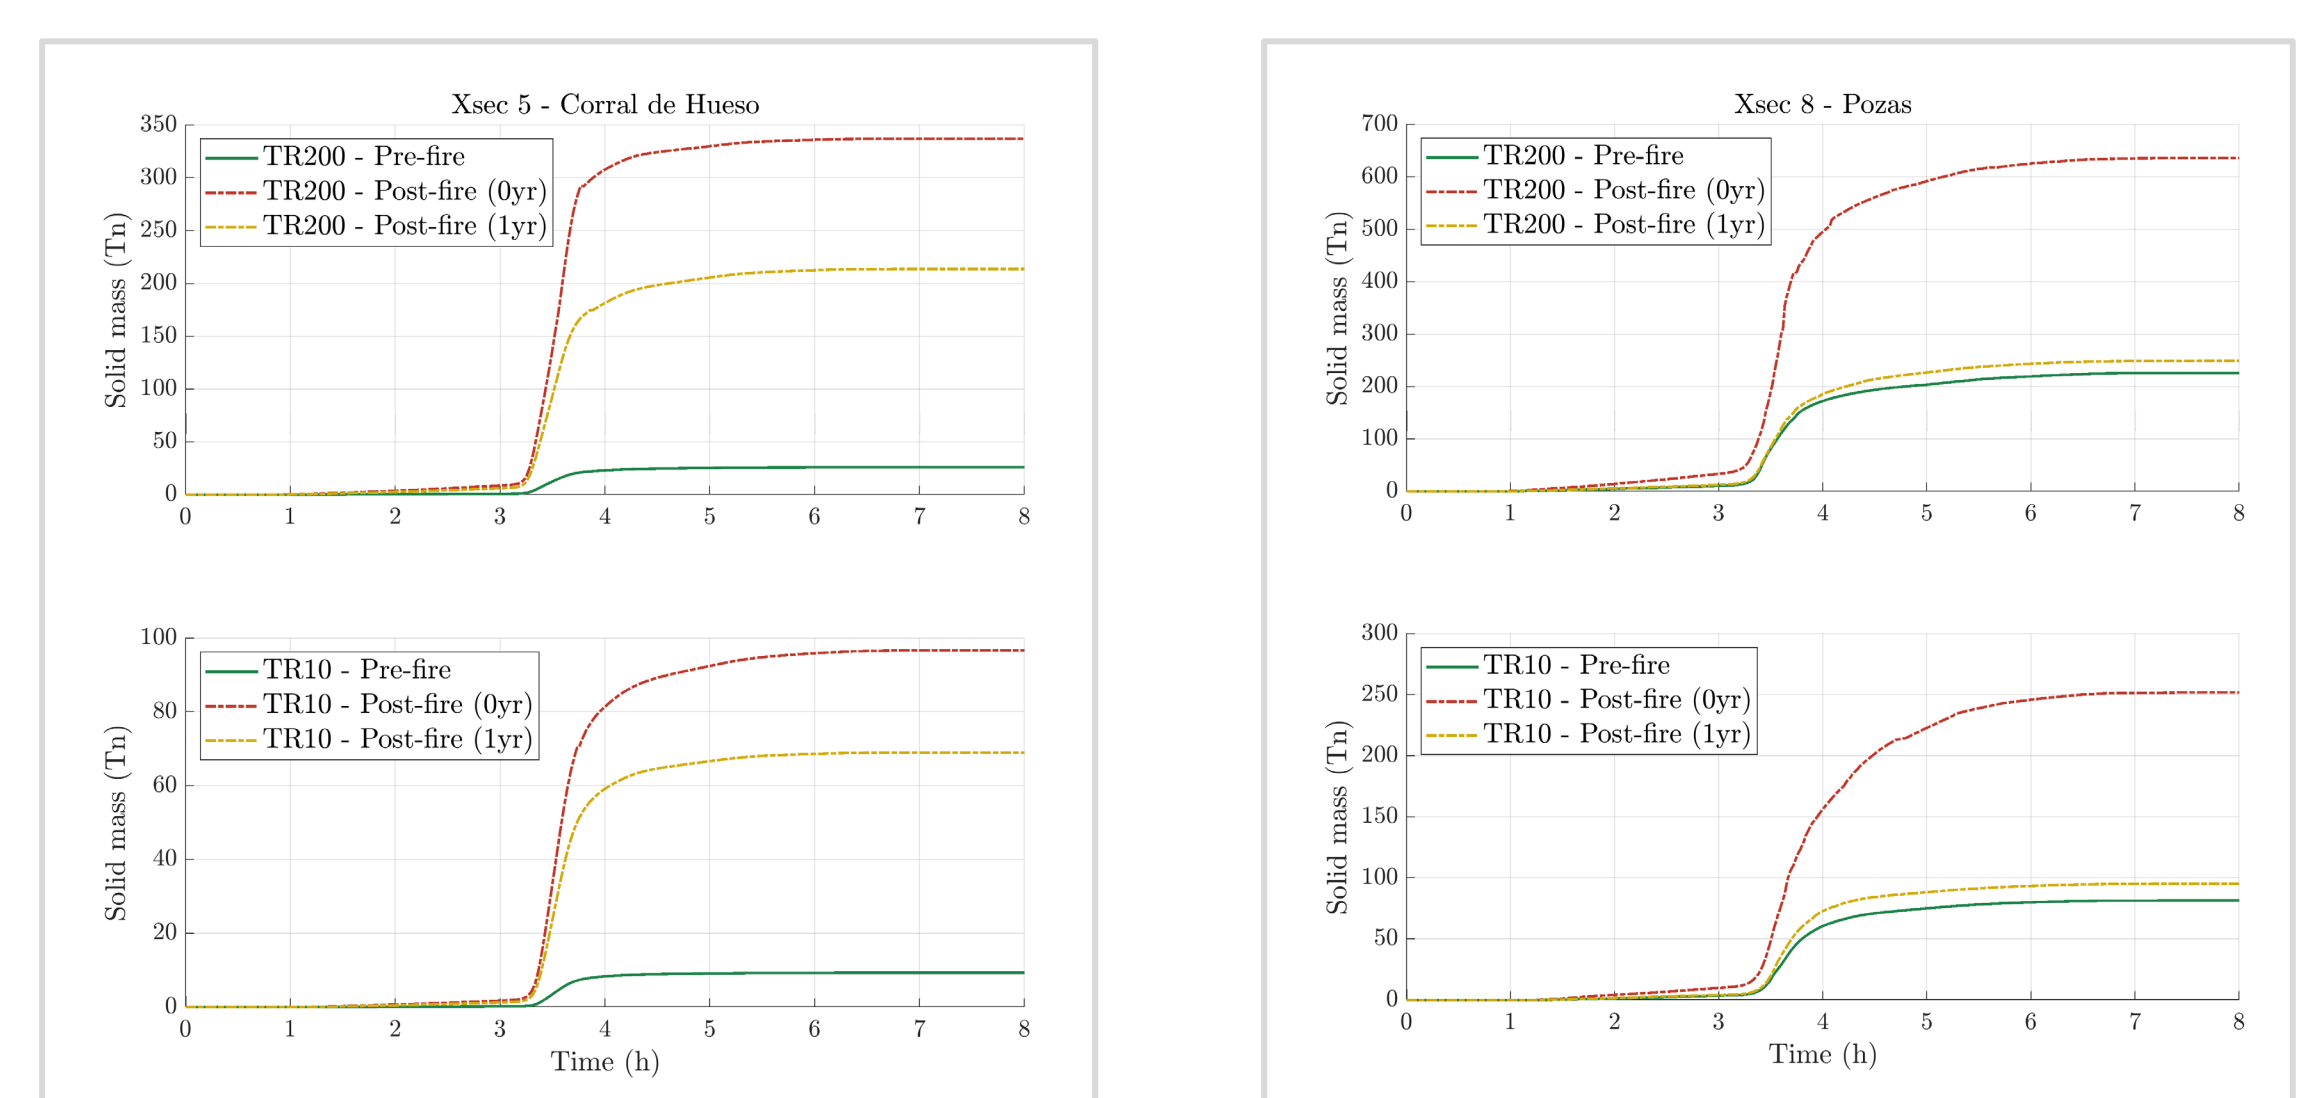 Xsec 5 - Corral de Hueso
350
300
250
200
150
100
50
0
Solid mass (Tn)
TR200 - Pre-fire
TR200 - Post-fire (0yr)
TR200 - Post-fire (1yr)
0 1 2 3 4 5 6 7 8
100
80
60
40
20
0
Solid mass (Tn)
TR10 - Pre-fire
TR10 - Post-fire (0yr)
TR10 - Post-fire (1yr)
0 1 2 3 4 5 6 7 8
Time (h)
Xsec 8 - Pozas
700
600
500
400
300
200
100
0
Solid mass (Tn)
TR200 - Pre-fire
TR200 - Post-fire (0yr)
TR200 - Post-fire (1yr)
0 1 2 3 4 5 6 7 8
300
250
200
150
100
50
0
Solid mass (Tn)
TR10 - Pre-fire
TR10 - Post-fire (0yr)
TR10 - Post-fire (1yr)
0 1 2 3 4 5 6 7 8
Time (h)